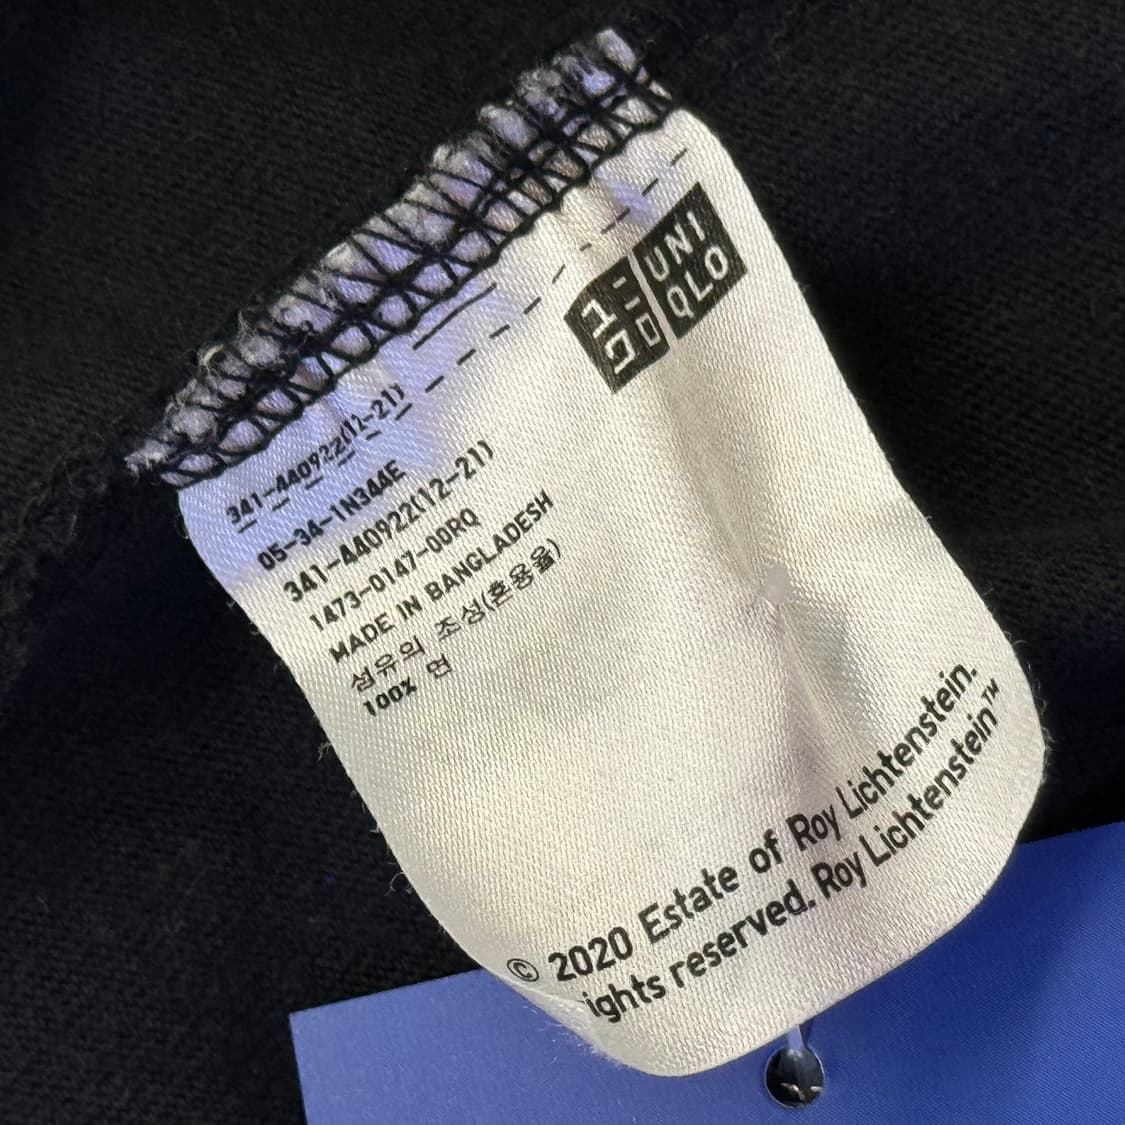 ユニ
クロ
UNI
QLO
341-440922(12-21)
05-34-1N34AE
341-440922(12-21)
1473-0147-00RQ
MADE IN BANGLADESH
섬유의 조성(혼용율)
100% 면
© 2020 Estate of Roy Lichtenstein.
ights reserved. Roy Lichtenstein™